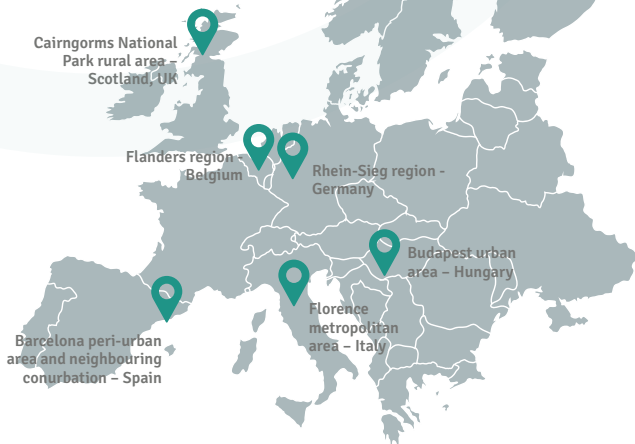 Cairngorms National
Park rural area –
Scotland, UK
Flanders region -
Belgium
Rhein-Sieg region -
Germany
Budapest urban
area – Hungary
Florence
metropolitan
area – Italy
Barcelona peri-urban
area and neighbouring
conurbation – Spain